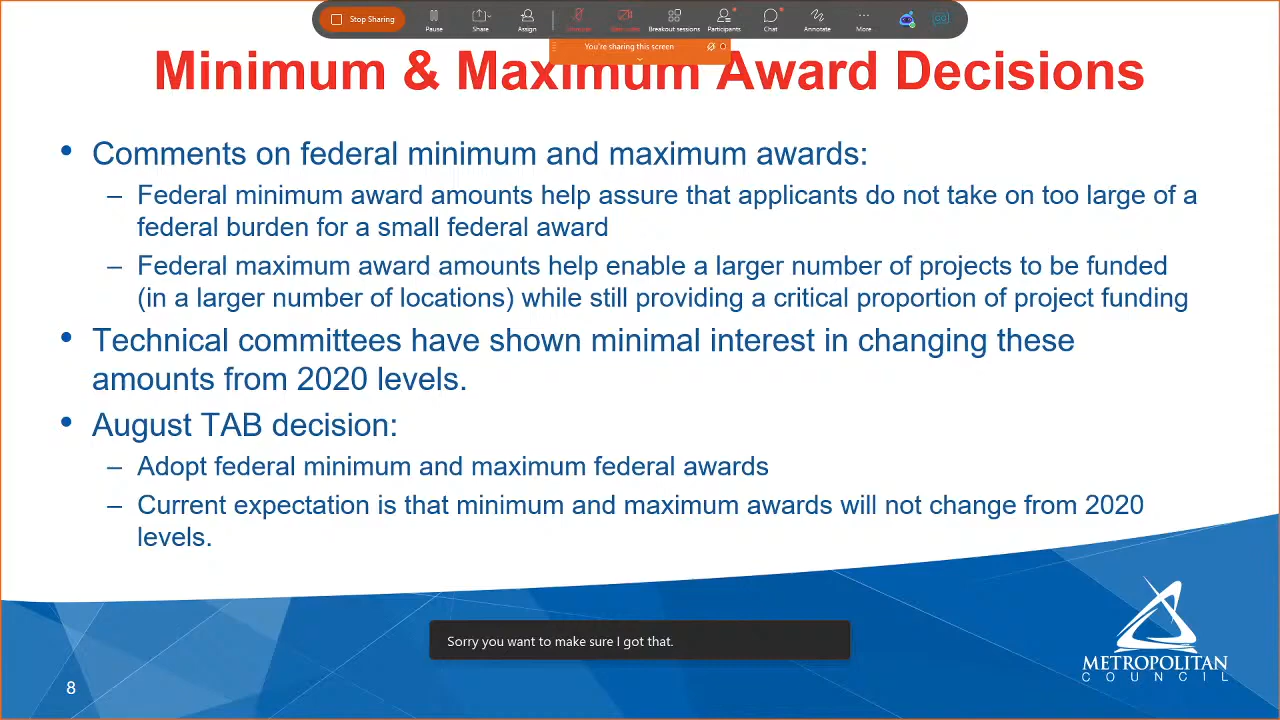 Stop Sharing
Pause
Share
Assign
Breakout sessions
Participants
Chat
Annotate
More
You're sharing this screen
Minimum & Maximum Award Decisions
• Comments on federal minimum and maximum awards:
– Federal minimum award amounts help assure that applicants do not take on too large of a
federal burden for a small federal award
– Federal maximum award amounts help enable a larger number of projects to be funded
(in a larger number of locations) while still providing a critical proportion of project funding
• Technical committees have shown minimal interest in changing these
amounts from 2020 levels.
• August TAB decision:
– Adopt federal minimum and maximum federal awards
– Current expectation is that minimum and maximum awards will not change from 2020
levels.
Sorry you want to make sure I got that.
METROPOLITAN
COUNCIL
8